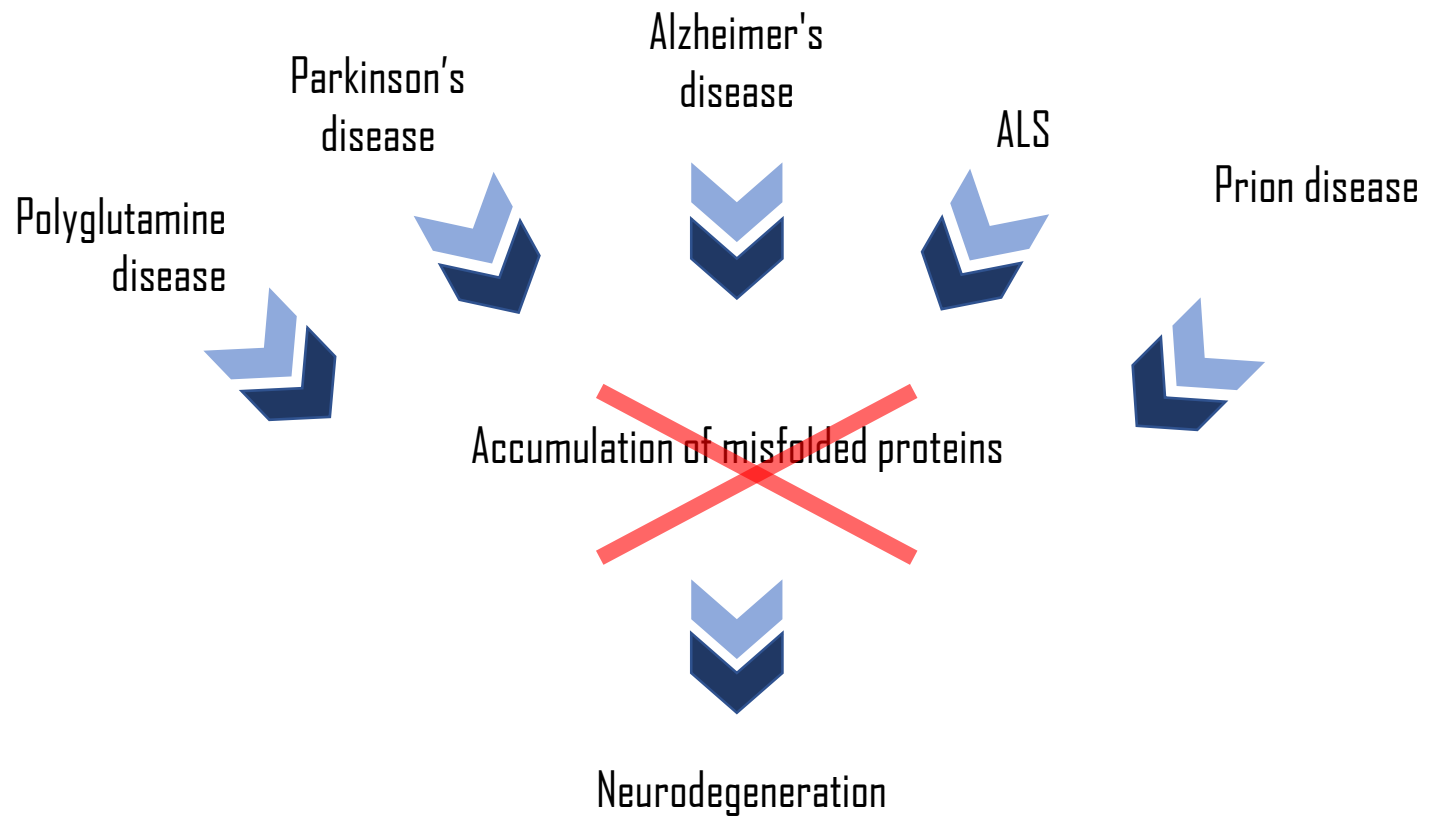 Alzheimer's
disease
Parkinson’s
disease
ALS
Prion disease
Polyglutamine
disease
Accumulation of misfolded proteins
Neurodegeneration